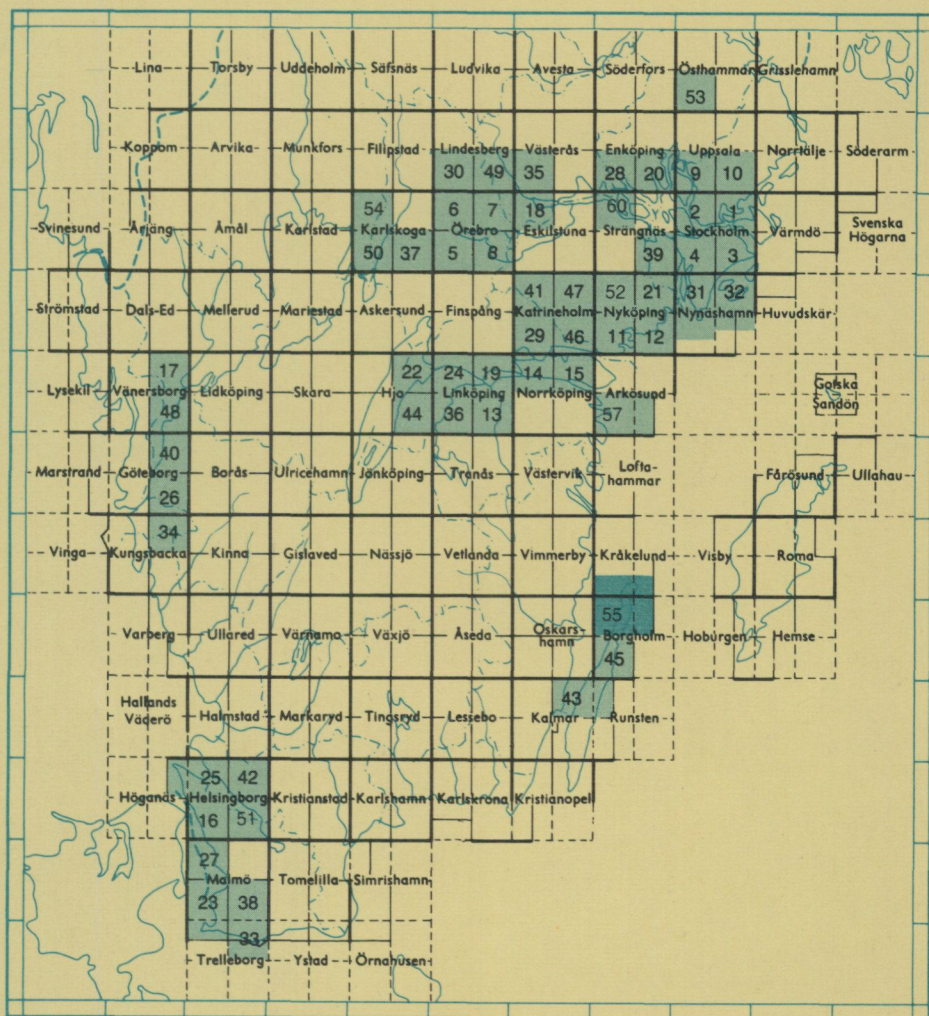 Lina Torsby Uddeholm Säfsnäs Ludvika Avesta Söderfors Östhammar Grisslehamn
53
Koppom Arvika Munkfors Filipstad Lindesberg Västerås Enköping Uppsala Norrtälje Söderarm
30 49 35 28 20 9 10
54 6 7 18 60 2 1
Svinesund Årjäng Åmål Karlstad Karlskoga Örebro Eskilstuna Strängnäs Stockholm Värmdö Svenska
Högarna
50 37 5 8 39 4 3
41 47 52 21 31 32
Strömstad Dals-Ed Mellerud Mariestad Askersund Finspång Katrineholm Nyköping Nynäshamn Huvudskär
29 46 11 12
17 22 24 19 14 15
Lysekil Vänersborg Lidköping Skara Hjo Linköping Norrköping Arkösund Gotska
Sandön
48 44 36 13 57
40
Marstrand Göteborg Borås Ulricehamn Jönköping Tranås Västervik Lofta-
hammar Fårösund Ullahau
26
34
Vinga Kungsbacka Kinna Gislaved Nässjö Vetlanda Vimmerby Kråkelund Visby Roma
55
Varberg Ullared Värnamo Växjö Åseda Oskars-
hamn Borgholm Hoburgen Hemse
45
43
Hallands
Väderö Halmstad Markaryd Tingsryd Lessebo Kalmar Runsten
25 42
Höganäs Helsingborg Kristianstad Karlshamn Karlskrona Kristianopel
16 51
27
Malmö Tomelilla Simrishamn
23 38
33
Trelleborg Ystad Örnahusen